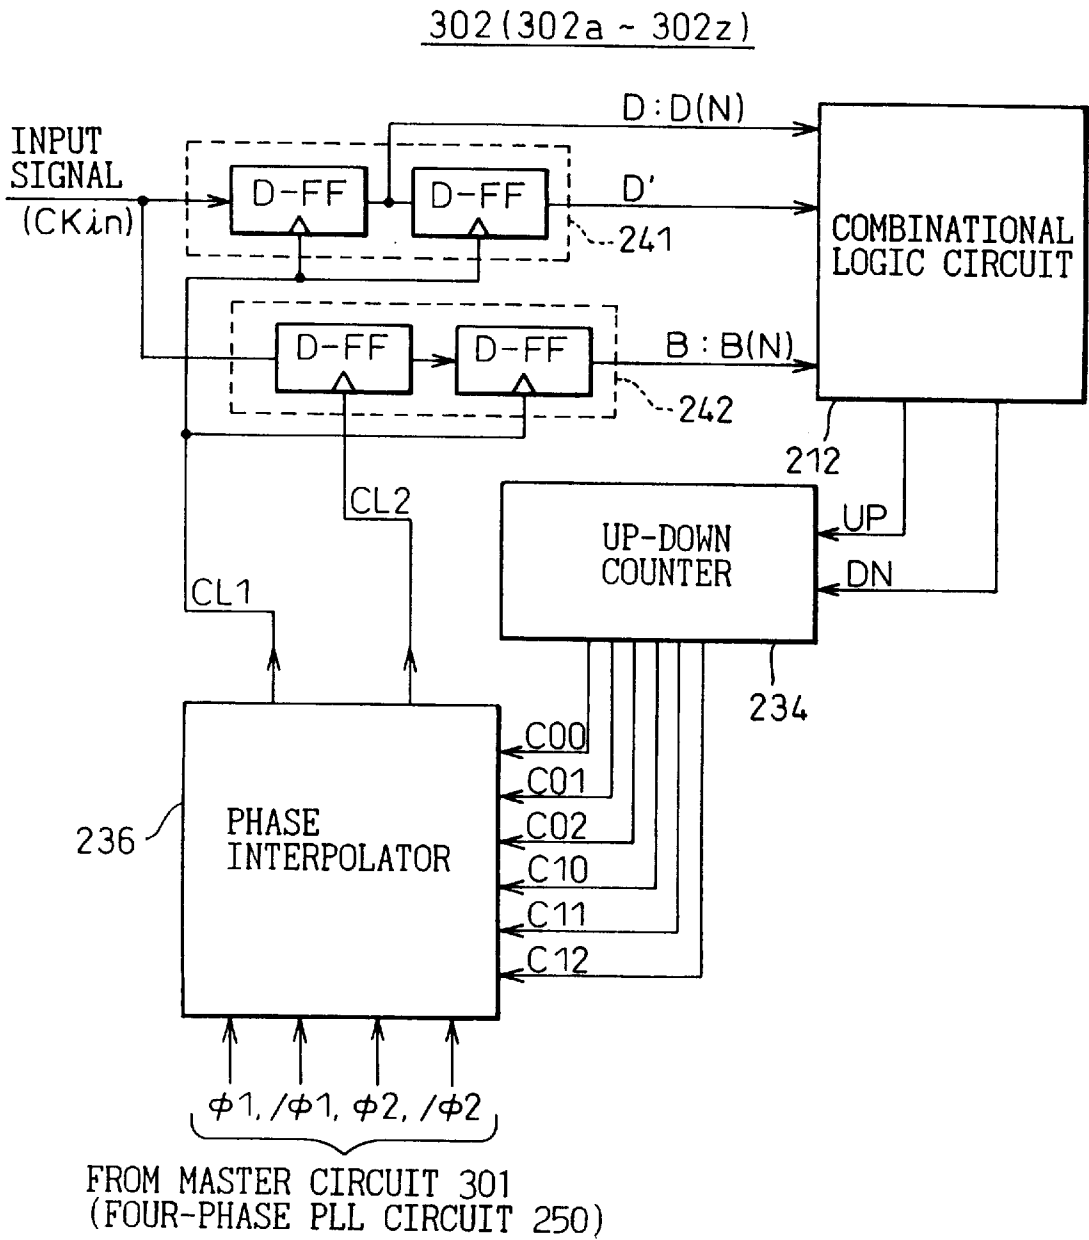 302 (302a ~ 302z)
INPUT
SIGNAL
(CKin)
D-FF
D-FF
D : D(N)
D'
241
COMBINATIONAL
LOGIC CIRCUIT
D-FF
D-FF
B : B(N)
242
212
CL2
UP-DOWN
COUNTER
UP
DN
CL1
234
C00
C01
C02
C10
C11
C12
236
PHASE
INTERPOLATOR
ϕ1, /ϕ1, ϕ2, /ϕ2
FROM MASTER CIRCUIT 301
(FOUR-PHASE PLL CIRCUIT 250)